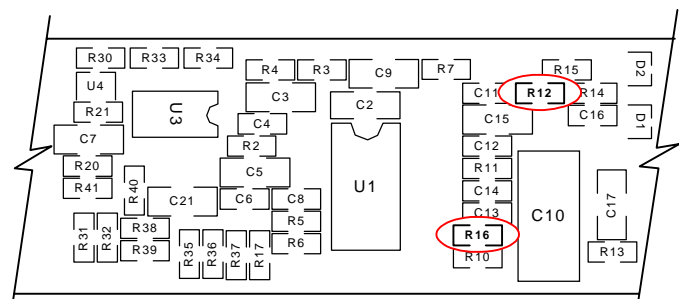 R30 R33 R34
R4 R3 C9 R7 R15 D2
U4 C3 C11 R12 R14
R21 U3 C2 C15 C16 D1
C7 C4
R2 C12
R20 C5 R11
R41 R40 C21 C6 C8 U1 C14 C10 C17
R5 C13
R31 R32 R38 R35 R36 R37 R17 R6 R16
R39 R10 R13